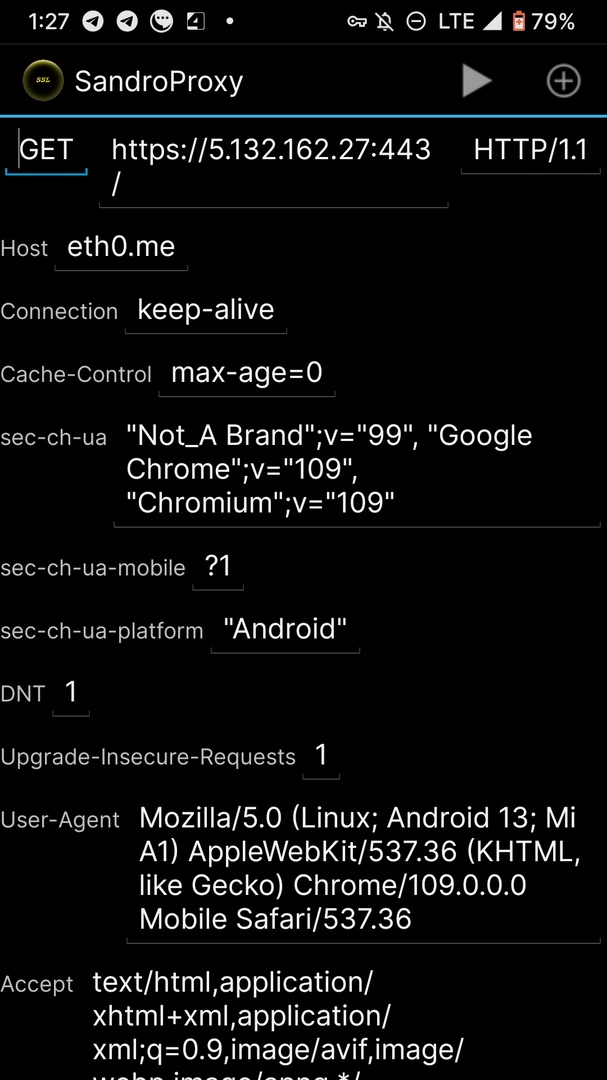 1:27 LTE 79%
SSL SandroProxy
GET https://5.132.162.27:443 HTTP/1.1
/
Host eth0.me
Connection keep-alive
Cache-Control max-age=0
sec-ch-ua "Not_A Brand";v="99", "Google
Chrome";v="109",
"Chromium";v="109"
sec-ch-ua-mobile ?1
sec-ch-ua-platform "Android"
DNT 1
Upgrade-Insecure-Requests 1
User-Agent Mozilla/5.0 (Linux; Android 13; Mi
A1) AppleWebKit/537.36 (KHTML,
like Gecko) Chrome/109.0.0.0
Mobile Safari/537.36
Accept text/html,application/
xhtml+xml,application/
xml;q=0.9,image/avif,image/
webp,image/apng,*/